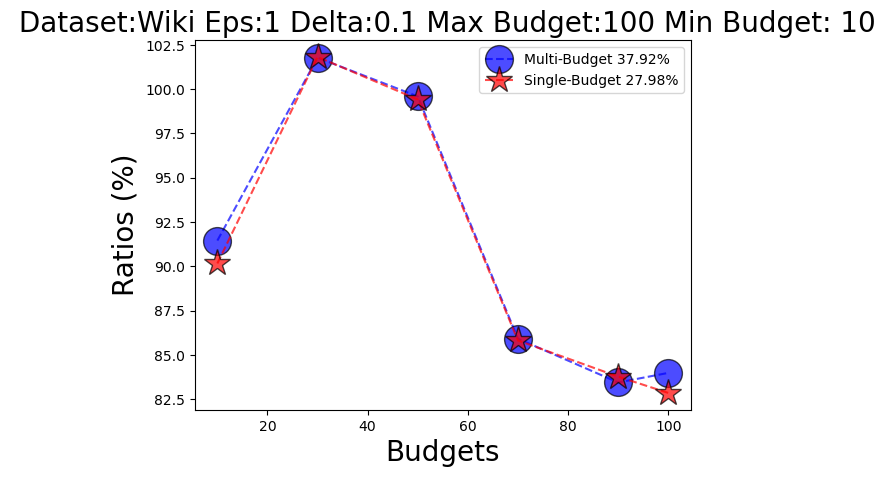 Dataset:Wiki Eps:1 Delta:0.1 Max Budget:100 Min Budget: 10
102.5
100.0
97.5
95.0
92.5
90.0
87.5
85.0
82.5
Ratios (%)
Multi-Budget 37.92%
Single-Budget 27.98%
20
40
60
80
100
Budgets